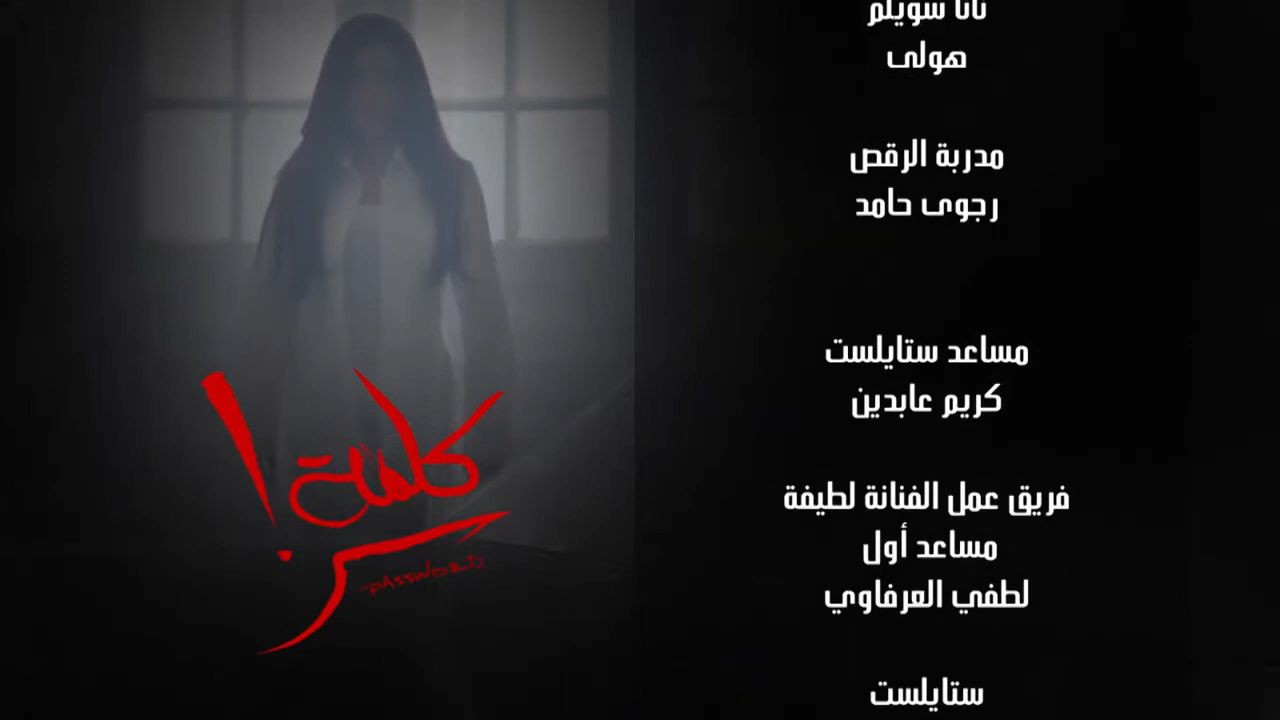 نانا سويلم
هولى
مدربة الرقص
رجوى حامد
مساعد ستايلست
كريم عابدين
فريق عمل الفنانة لطيفة
مساعد أول
لطفي العرفاوي
ستايلست
كلمة
سر!
PASSWORD